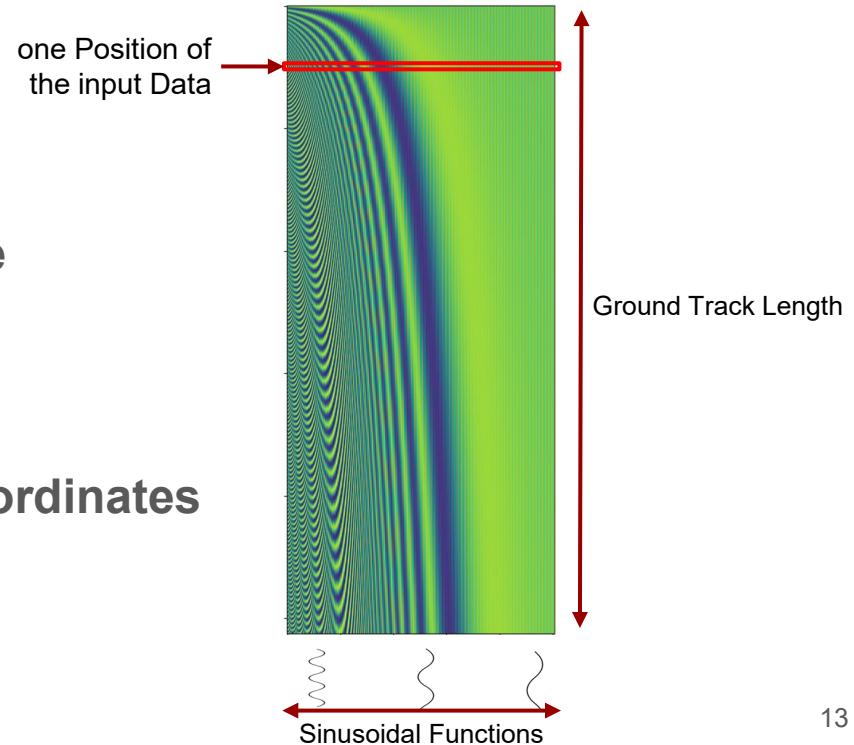 one Position of
the input Data
e
Ground Track Length
ordinates
Sinusoidal Functions
13